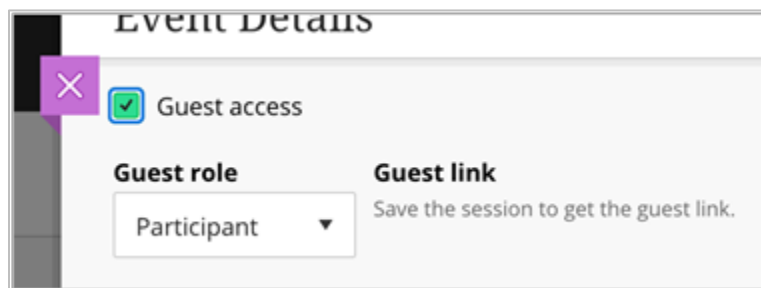 Event Details
Guest access
Guest role
Guest link
Participant
Save the session to get the guest link.